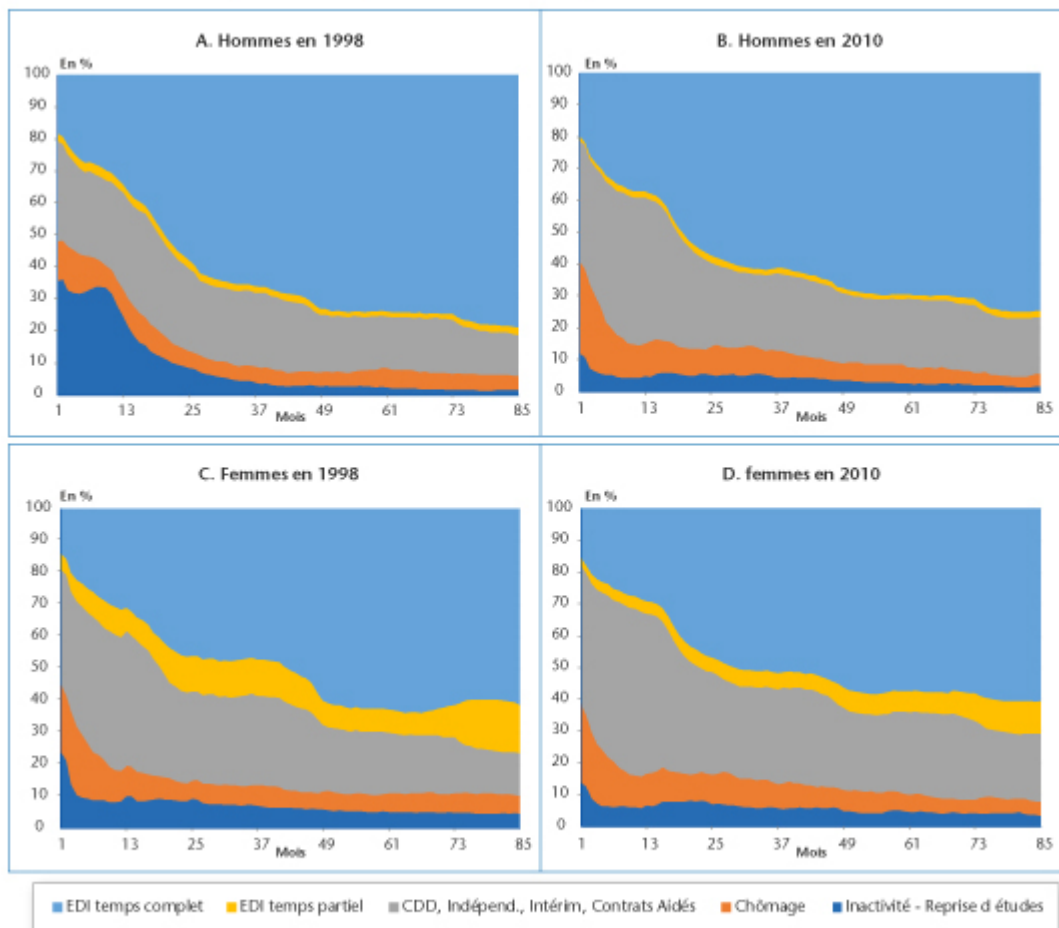 A. Hommes en 1998
En %
100
90
80
70
60
50
40
30
20
10
0
1 13 25 37 49 61 73 85
Mois
B. Hommes en 2010
En %
100
90
80
70
60
50
40
30
20
10
0
1 13 25 37 49 61 73 85
Mois
C. Femmes en 1998
En %
100
90
80
70
60
50
40
30
20
10
0
1 13 25 37 49 61 73 85
Mois
D. femmes en 2010
En %
100
90
80
70
60
50
40
30
20
10
0
1 13 25 37 49 61 73 85
Mois
EDI temps complet EDI temps partiel CDD, Indépend., Intérim, Contrats Aidés Chômage Inactivité - Reprise d études